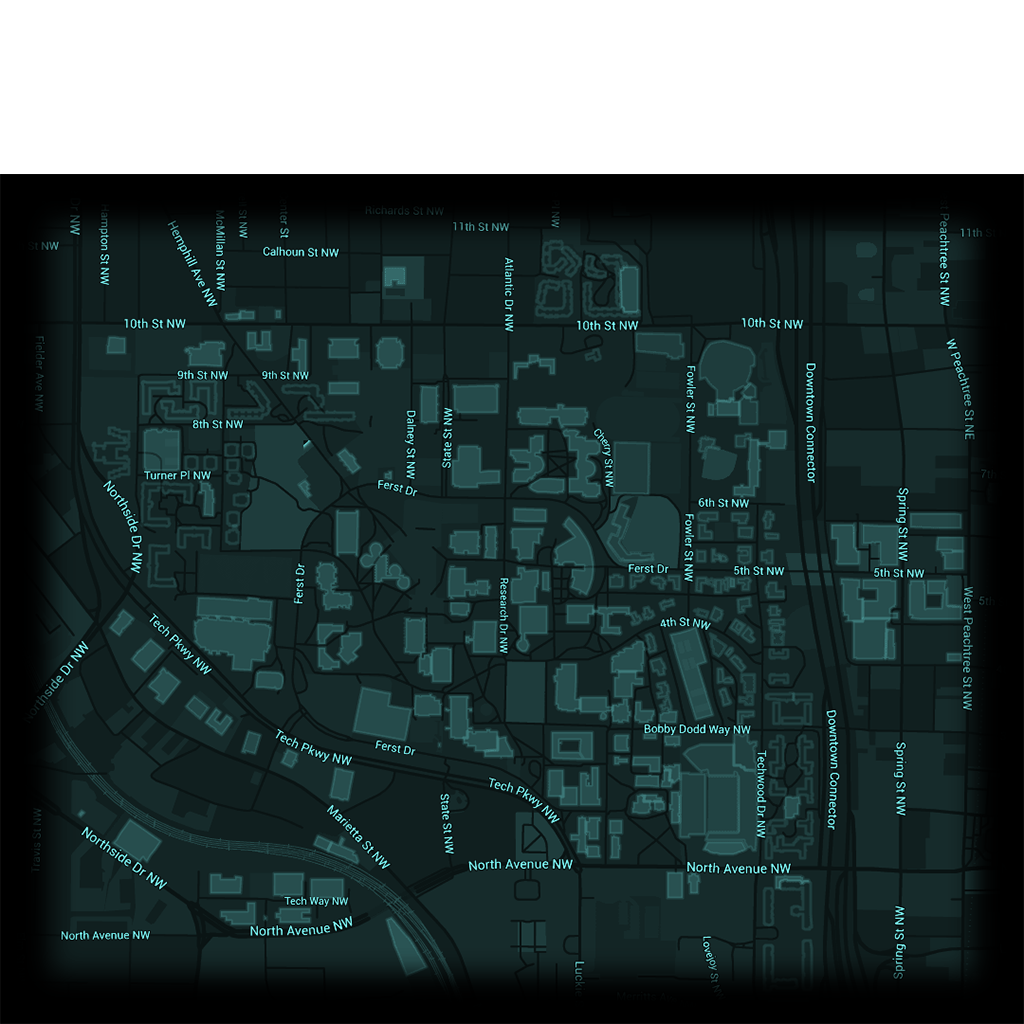 Richards St NW
11th St NW
11th St
St NW
Hampton St NW
McMillan St NW
St NW
Hemphill Ave NW
Calhoun St NW
Atlantic Dr NW
Peachtree St NW
10th St NW
10th St NW
10th St NW
W Peachtree St NE
9th St NW
9th St NW
Fowler St NW
Downtown Connector
8th St NW
Dalney St NW
State St NW
Cherry St NW
Turner Pl NW
Ferst Dr
6th St NW
Spring St NW
Northside Dr NW
Fowler St NW
Ferst Dr
5th St NW
5th St NW
Ferst Dr
Research Dr NW
West Peachtree St NW
4th St NW
Tech Pkwy NW
Northside Dr NW
Bobby Dodd Way NW
Downtown Connector
Tech Pkwy NW
Ferst Dr
Techwood Dr NW
Spring St NW
Tech Pkwy NW
State St NW
Marietta St NW
Travis St NW
Northside Dr NW
North Avenue NW
North Avenue NW
Tech Way NW
North Avenue NW
North Avenue NW
Spring St NW
Lovejoy St N
Luckie